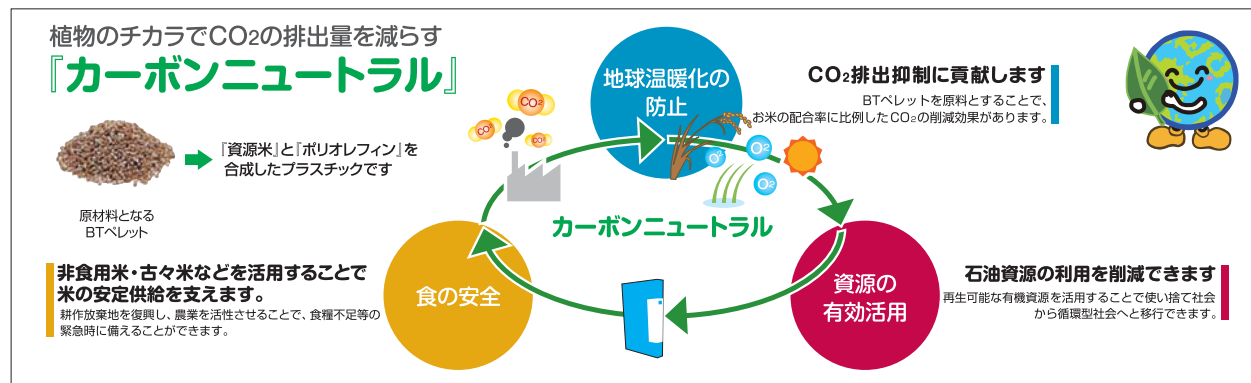 植物のチカラでCO2の排出量を減らす
『カーボンニュートラル』
『資源米』と『ポリオレフィン』を
合成したプラスチックです
原材料となる
BTペレット
地球温暖化の
防止
CO2排出抑制に貢献します
BTペレットを原料とすることで、
お米の配合率に比例したCO2の削減効果があります。
CO2
CO2
CO2
O2
O2
O2
カーボンニュートラル
非食用米・古々米などを活用することで
米の安定供給を支えます。
耕作放棄地を復興し、農業を活性させることで、食糧不足等の
緊急時に備えることができます。
食の安全
資源の
有効活用
石油資源の利用を削減できます
再生可能な有機資源を活用することで使い捨て社会
から循環型社会へと移行できます。